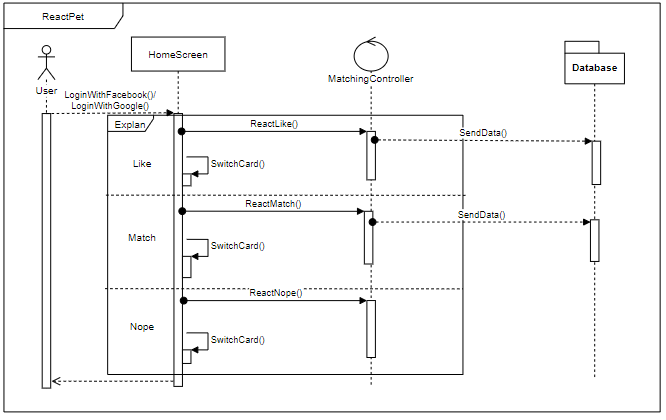 ReactPet
HomeScreen
MatchingController
Database
User
LoginWithFacebook()/
LoginWithGoogle()
Explan
ReactLike()
SendData()
Like
SwitchCard()
ReactMatch()
SendData()
Match
SwitchCard()
ReactNope()
Nope
SwitchCard()